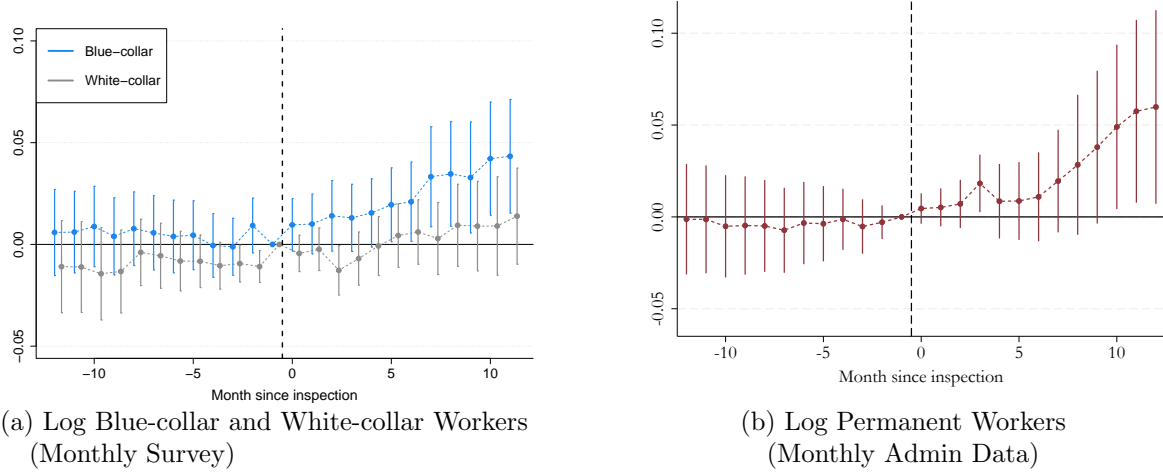 Blue−collar
White−collar
0.10
0.05
0.00
−0.05
−10
−5
0
5
10
Month since inspection
(a) Log Blue-collar and White-collar Workers
(Monthly Survey)
0.10
0.05
0.00
-0.05
-10
-5
0
5
10
Month since inspection
(b) Log Permanent Workers
(Monthly Admin Data)